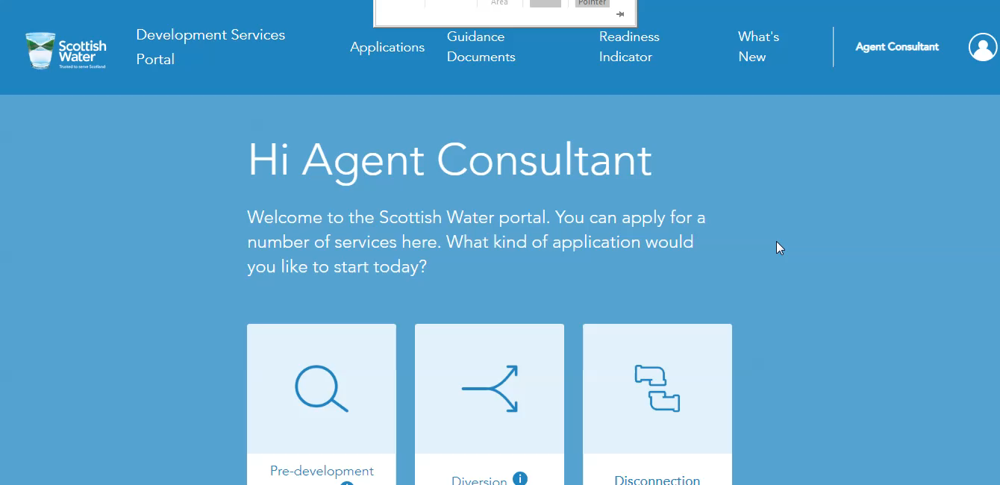 Area
Pointer
Scottish
Water
Trusted to serve Scotland
Development Services
Portal
Applications
Guidance
Documents
Readiness
Indicator
What's
New
Agent Consultant
Hi Agent Consultant
Welcome to the Scottish Water portal. You can apply for a
number of services here. What kind of application would
you like to start today?
Pre-development
Diversion
i
Disconnection